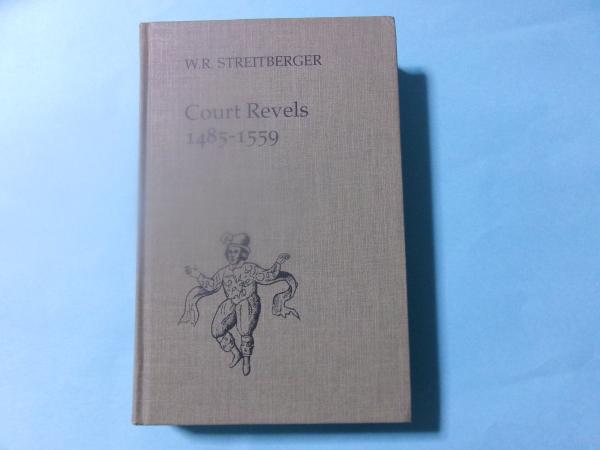 W.R. STREITBERGER
Court Revels
1485-1559